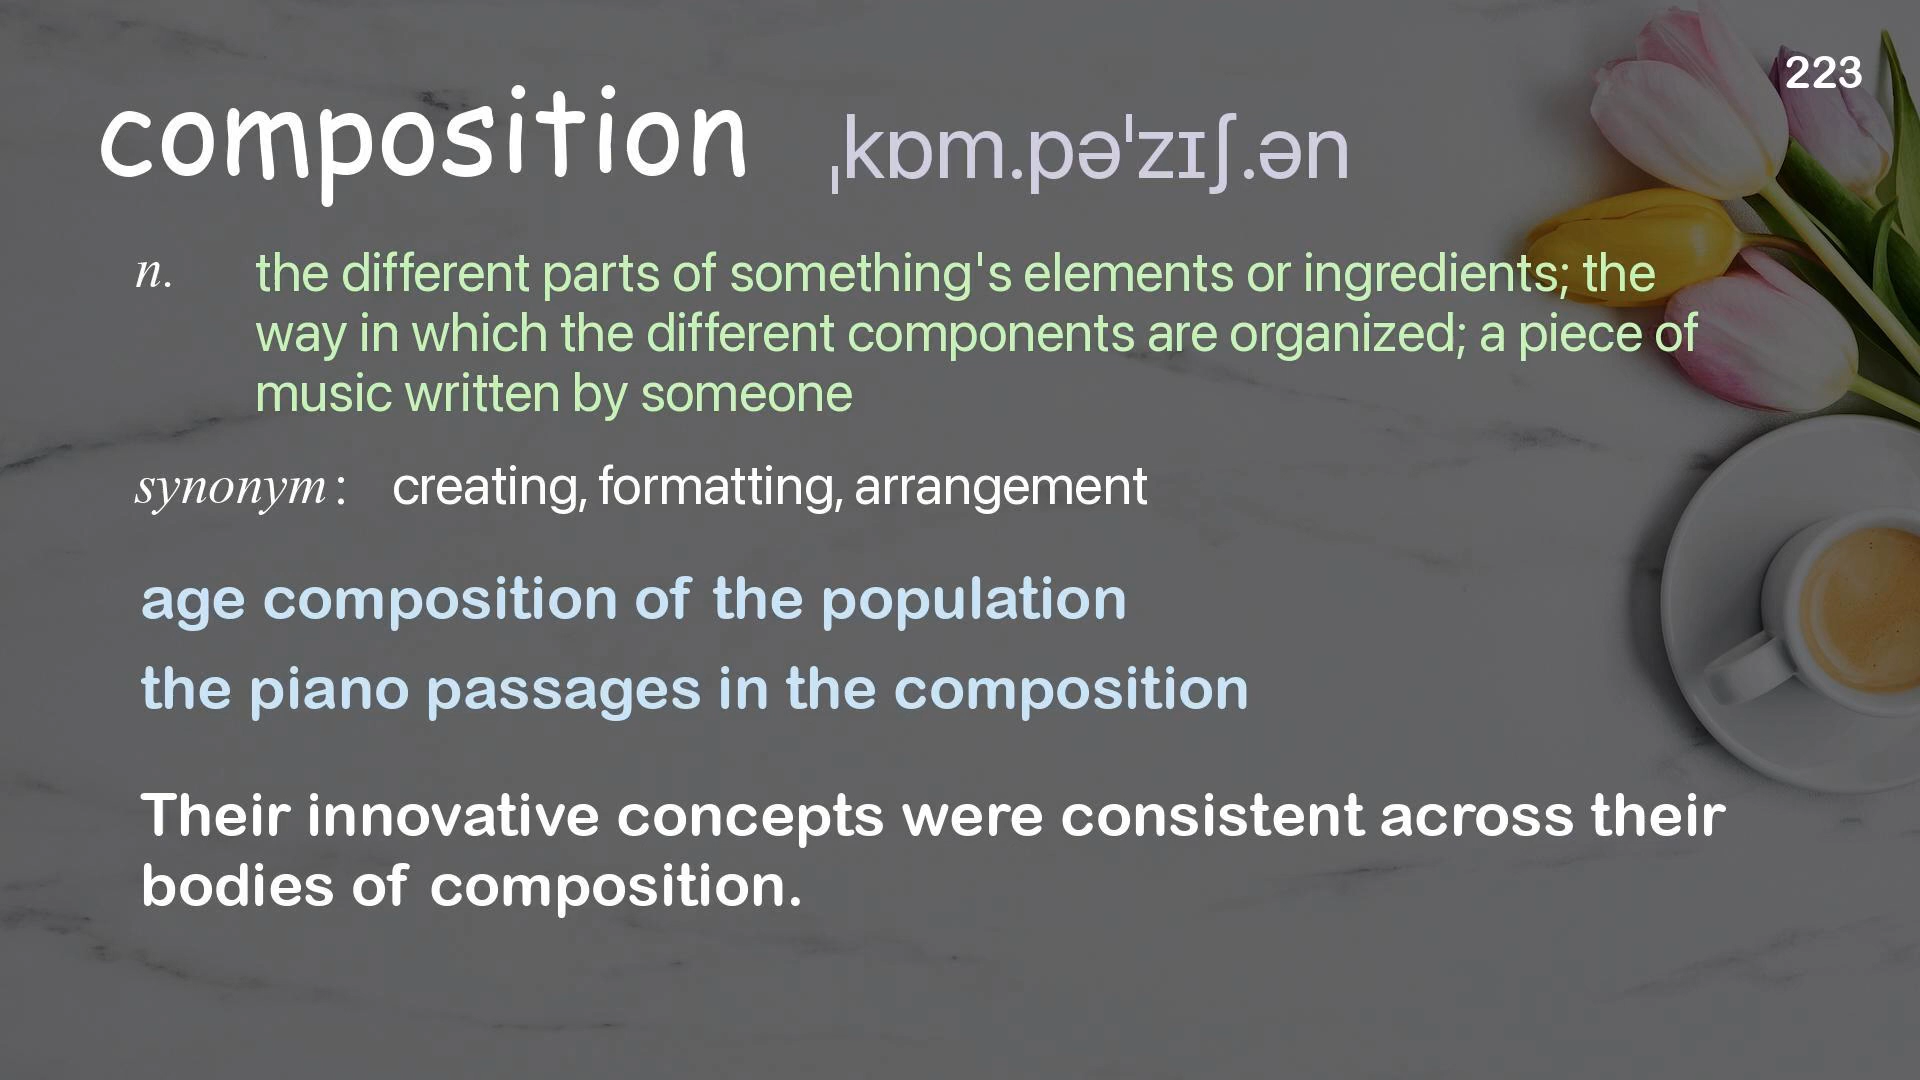 223
composition ˌkɒm.pəˈzɪʃ.ən
n. the different parts of something's elements or ingredients; the
way in which the different components are organized; a piece of
music written by someone
synonym: creating, formatting, arrangement
age composition of the population
the piano passages in the composition
Their innovative concepts were consistent across their
bodies of composition.